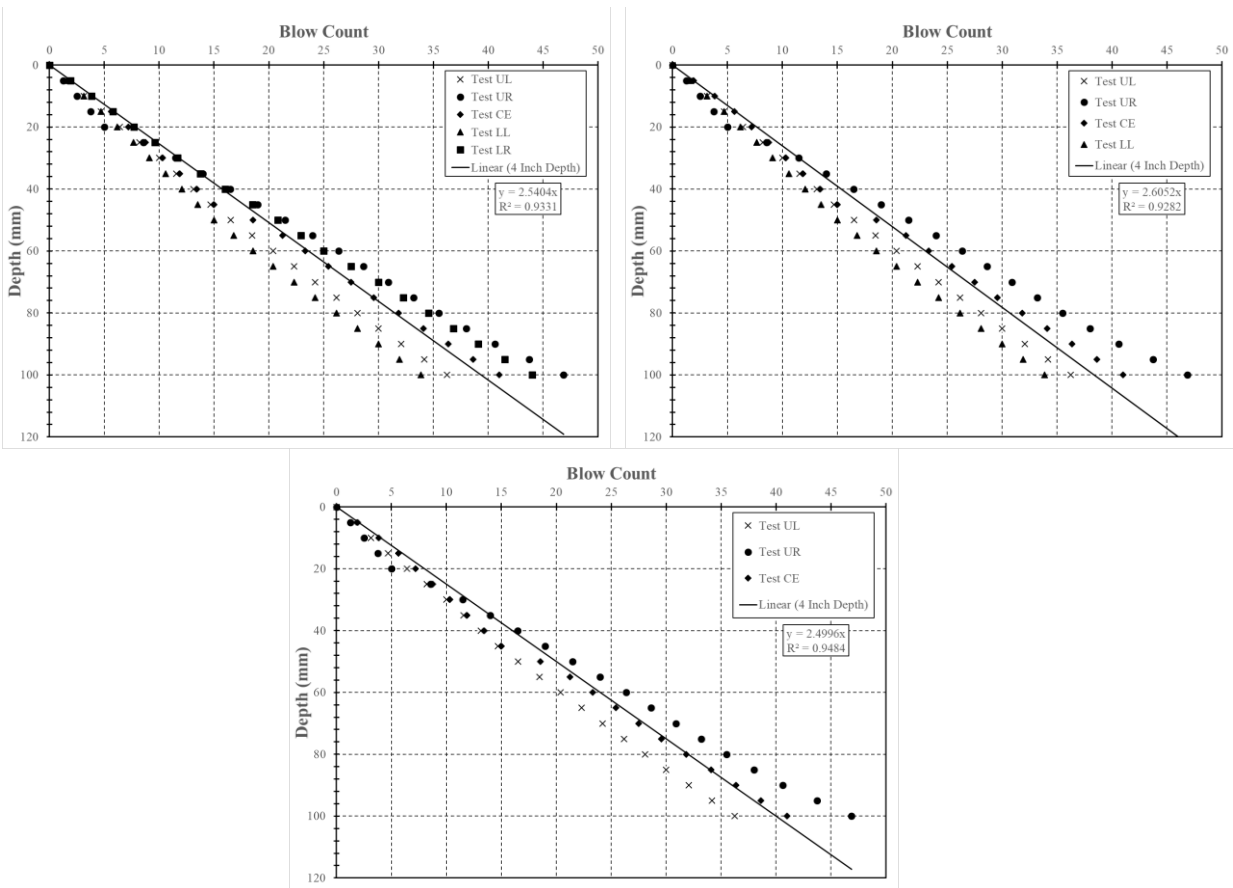 Blow Count
0 5 10 15 20 25 30 35 40 45 50
0
20
40
60
80
100
120
Depth (mm)
Test UL
Test UR
Test CE
Test LL
Test LR
Linear (4 Inch Depth)
y = 2.5404x
R² = 0.9331
Blow Count
0 5 10 15 20 25 30 35 40 45 50
0
20
40
60
80
100
120
Depth (mm)
Test UL
Test UR
Test CE
Test LL
Linear (4 Inch Depth)
y = 2.6052x
R² = 0.9282
Blow Count
0 5 10 15 20 25 30 35 40 45 50
0
20
40
60
80
100
120
Depth (mm)
Test UL
Test UR
Test CE
Linear (4 Inch Depth)
y = 2.4996x
R² = 0.9484